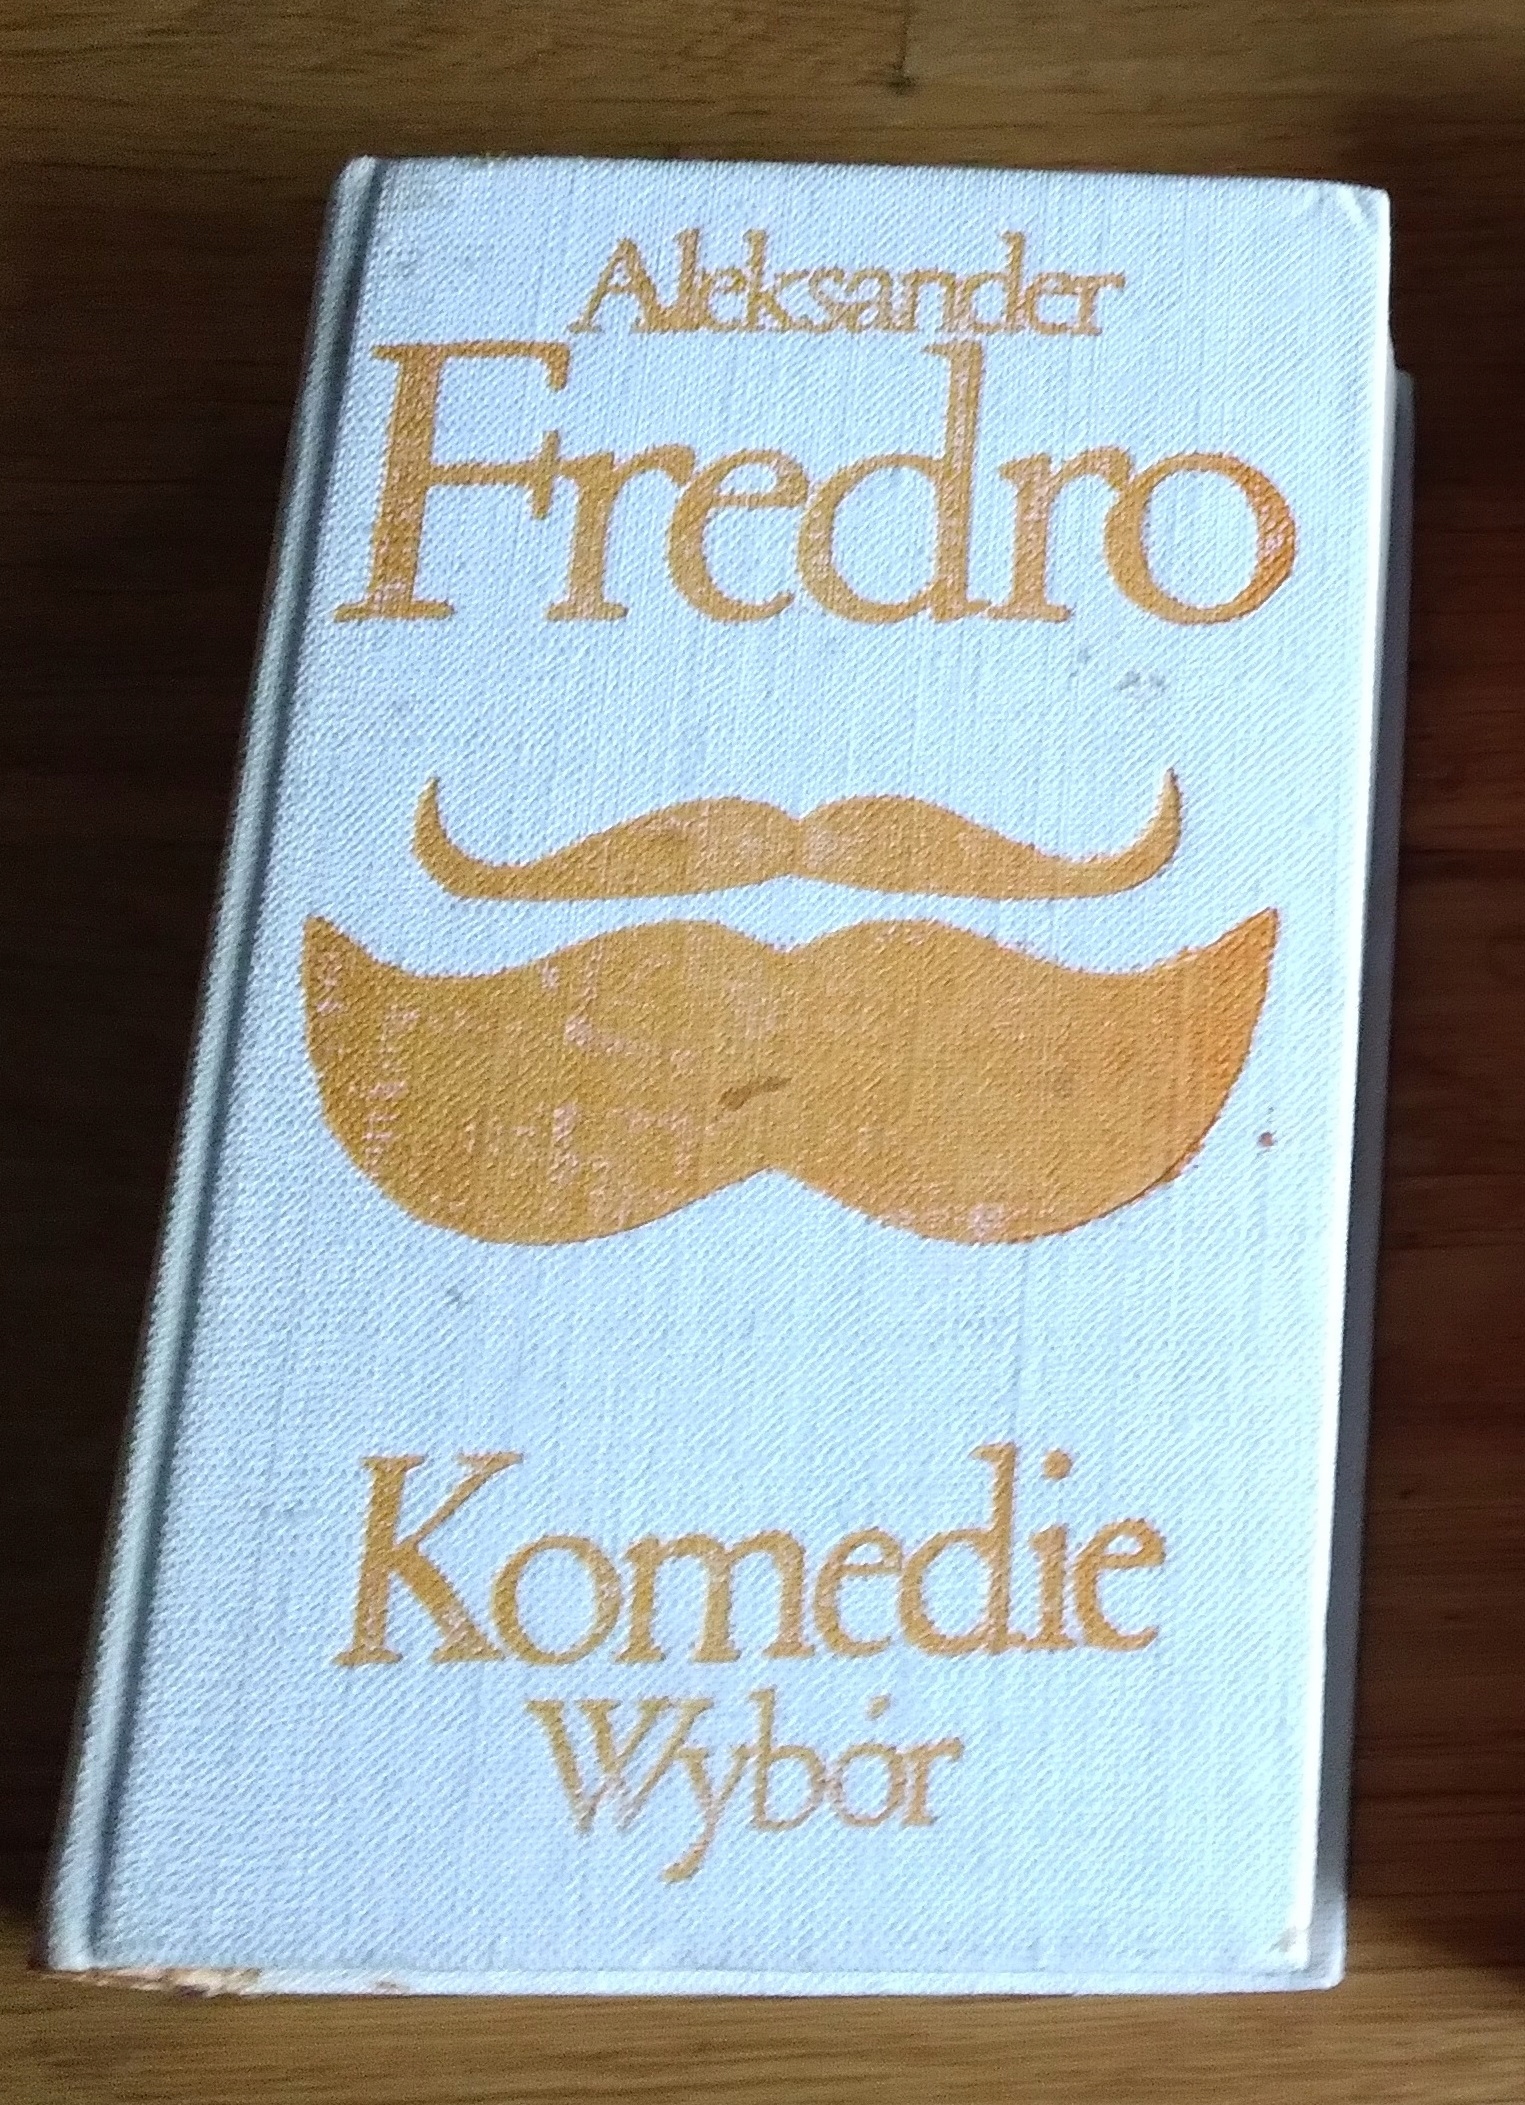 Aleksander
Fredro
Komedie
Wybór